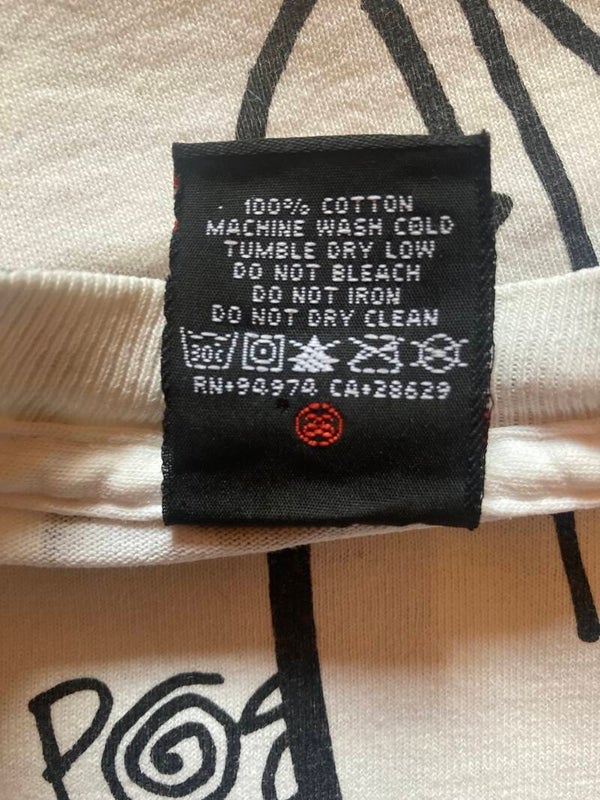 100% COTTON
MACHINE WASH COLD
TUMBLE DRY LOW
DO NOT BLEACH
DO NOT IRON
DO NOT DRY CLEAN
30c
RN•94974 CA•28629